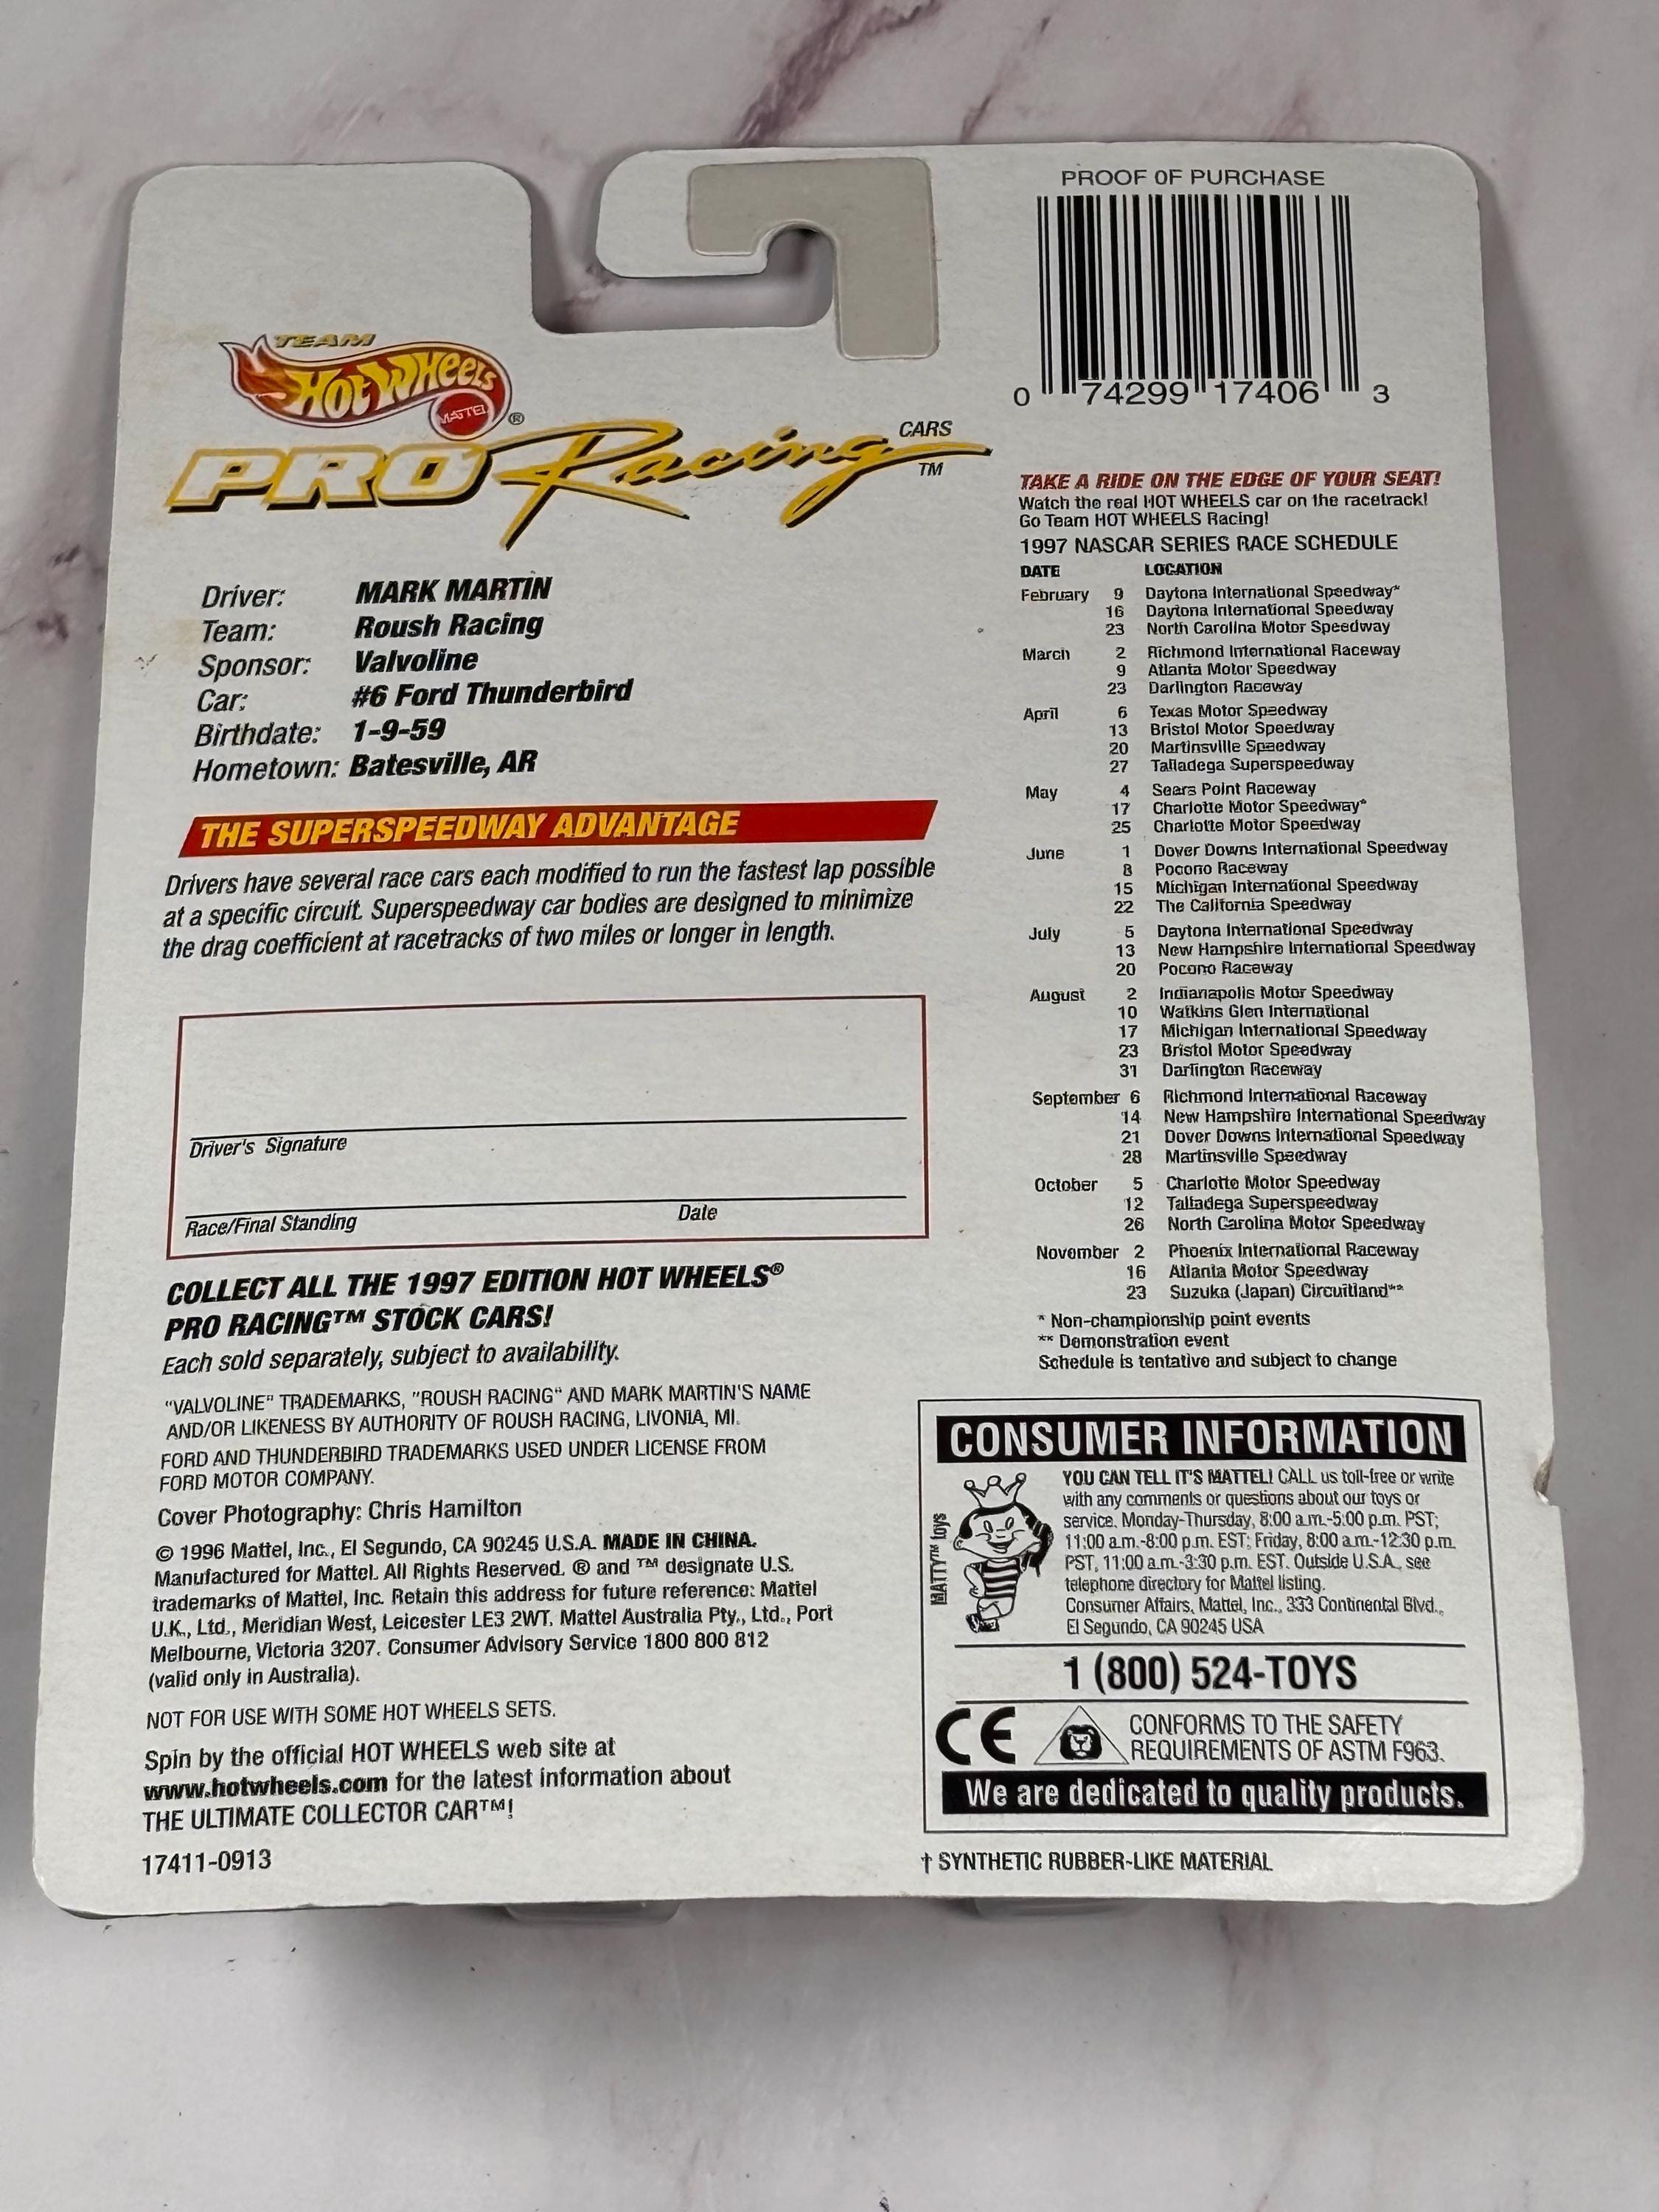 PROOF OF PURCHASE
0 74299 17406 3
TEAM
HOT WHEELS
MATTEL
®
PRO Racing
CARS
TM
Driver: MARK MARTIN
Team: Roush Racing
Sponsor: Valvoline
Car: #6 Ford Thunderbird
Birthdate: 1-9-59
Hometown: Batesville, AR
THE SUPERSPEEDWAY ADVANTAGE
Drivers have several race cars each modified to run the fastest lap possible
at a specific circuit. Superspeedway car bodies are designed to minimize
the drag coefficient at racetracks of two miles or longer in length.
Driver's Signature
Race/Final Standing Date
COLLECT ALL THE 1997 EDITION HOT WHEELS®
PRO RACING™ STOCK CARS!
Each sold separately, subject to availability.
"VALVOLINE" TRADEMARKS, "ROUSH RACING" AND MARK MARTIN'S NAME
AND/OR LIKENESS BY AUTHORITY OF ROUSH RACING, LIVONIA, MI.
FORD AND THUNDERBIRD TRADEMARKS USED UNDER LICENSE FROM
FORD MOTOR COMPANY.
Cover Photography: Chris Hamilton
© 1996 Mattel, Inc., El Segundo, CA 90245 U.S.A. MADE IN CHINA.
Manufactured for Mattel. All Rights Reserved. ® and ™ designate U.S.
trademarks of Mattel, Inc. Retain this address for future reference: Mattel
U.K., Ltd., Meridian West, Leicester LE3 2WT. Mattel Australia Pty., Ltd., Port
Melbourne, Victoria 3207. Consumer Advisory Service 1800 800 812
(valid only in Australia).
NOT FOR USE WITH SOME HOT WHEELS SETS.
Spin by the official HOT WHEELS web site at
www.hotwheels.com for the latest information about
THE ULTIMATE COLLECTOR CAR™!
17411-0913
TAKE A RIDE ON THE EDGE OF YOUR SEAT!
Watch the real HOT WHEELS car on the racetrack!
Go Team HOT WHEELS Racing!
1997 NASCAR SERIES RACE SCHEDULE
DATE LOCATION
February 9 Daytona International Speedway*
16 Daytona International Speedway
23 North Carolina Motor Speedway
March 2 Richmond International Raceway
9 Atlanta Motor Speedway
23 Darlington Raceway
April 6 Texas Motor Speedway
13 Bristol Motor Speedway
20 Martinsville Speedway
27 Talladega Superspeedway
May 4 Sears Point Raceway
17 Charlotte Motor Speedway*
25 Charlotte Motor Speedway
June 1 Dover Downs International Speedway
8 Pocono Raceway
15 Michigan International Speedway
22 The California Speedway
July 5 Daytona International Speedway
13 New Hampshire International Speedway
20 Pocono Raceway
August 2 Indianapolis Motor Speedway
10 Watkins Glen International
17 Michigan International Speedway
23 Bristol Motor Speedway
31 Darlington Raceway
September 6 Richmond International Raceway
14 New Hampshire International Speedway
21 Dover Downs International Speedway
28 Martinsville Speedway
October 5 Charlotte Motor Speedway
12 Talladega Superspeedway
26 North Carolina Motor Speedway
November 2 Phoenix International Raceway
16 Atlanta Motor Speedway
23 Suzuka (Japan) Circuitland**
* Non-championship point events
** Demonstration event
Schedule is tentative and subject to change
CONSUMER INFORMATION
MATTY™ toys
YOU CAN TELL IT'S MATTEL! CALL us toll-free or write
with any comments or questions about our toys or
service. Monday-Thursday, 8:00 a.m.-5:00 p.m. PST;
11:00 a.m.-8:00 p.m. EST; Friday, 8:00 a.m.-12:30 p.m.
PST, 11:00 a.m.-3:30 p.m. EST. Outside U.S.A., see
telephone directory for Mattel listing.
Consumer Affairs, Mattel, Inc., 333 Continental Blvd.,
El Segundo, CA 90245 USA
1 (800) 524-TOYS
CE
CONFORMS TO THE SAFETY
REQUIREMENTS OF ASTM F963.
We are dedicated to quality products.
† SYNTHETIC RUBBER-LIKE MATERIAL